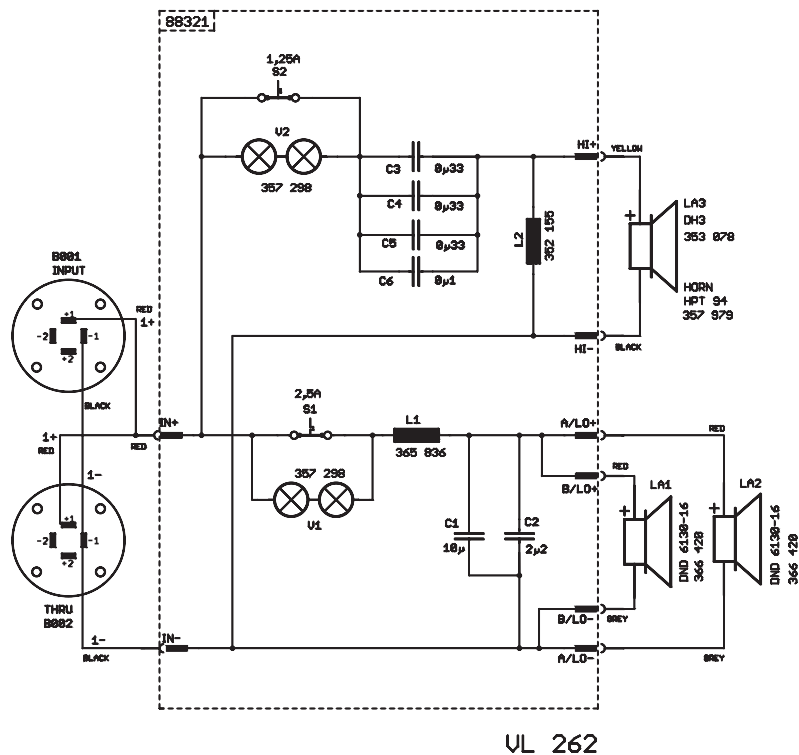 88321
1,25A
S2
V2
357 298
C3 0µ33
C4 0µ33
C5 0µ33
C6 0µ1
L2
352 155
HI+
YELLOW
LA3
DH3
353 078
HORN
HPT 94
357 979
+
HI-
BLACK
B001
INPUT
+1
-2
-1
+2
RED
1+
BLACK
IN+
RED
1+
RED
1-
2,5A
S1
357 298
V1
L1
365 836
C1
10µ
C2
2µ2
A/LO+
RED
B/LO+
RED
LA1
+
DND 6130-16
366 420
LA2
+
DND 6130-16
366 420
B/LO-
GREY
A/LO-
GREY
+1
-2
-1
+2
THRU
B002
1-
BLACK
IN-
VL 262